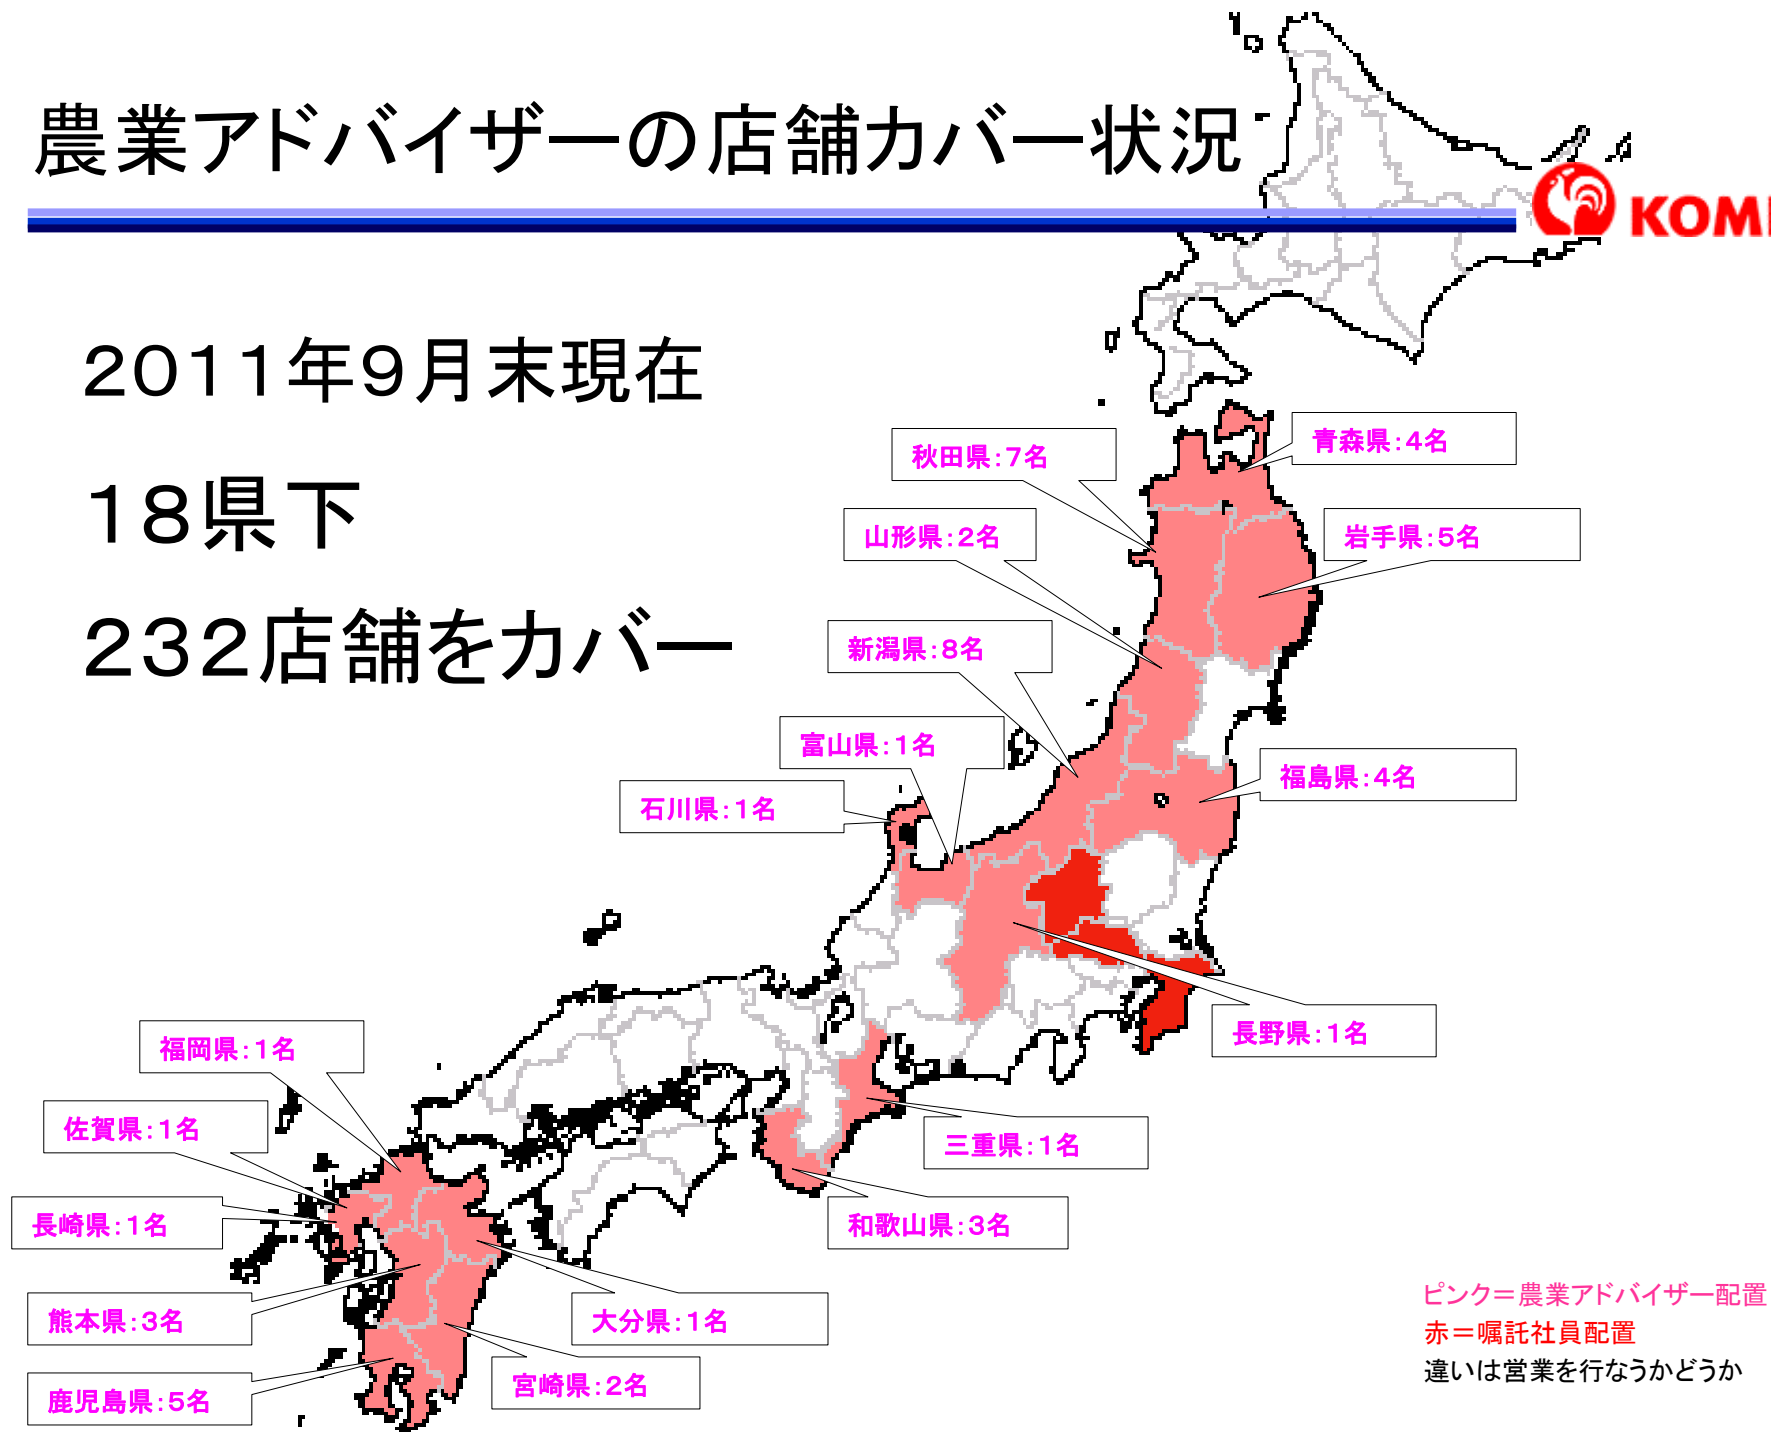 農業アドバイザーの店舗カバー状況
KOM
２０１１年９月末現在
１８県下
２３２店舗をカバー
青森県：４名
秋田県：７名
山形県：２名
岩手県：５名
新潟県：８名
富山県：１名
福島県：４名
石川県：１名
長野県：１名
福岡県：１名
佐賀県：１名
三重県：１名
長崎県：１名
和歌山県：３名
熊本県：３名
大分県：１名
宮崎県：２名
鹿児島県：５名
ピンク＝農業アドバイザー配置
赤＝嘱託社員配置
違いは営業を行なうかどうか